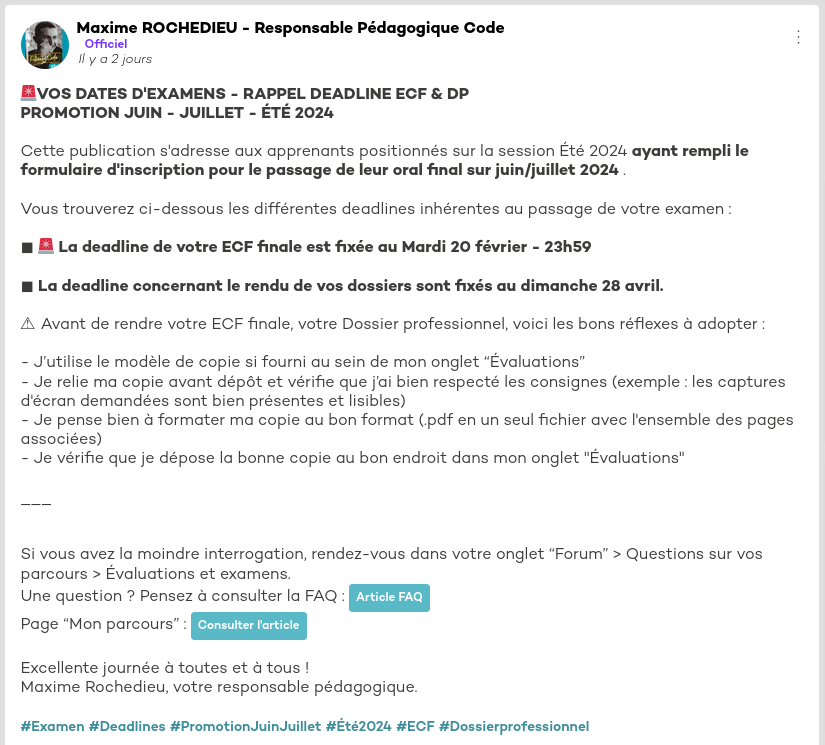 Maxime ROCHEDIEU - Responsable Pédagogique Code
Officiel
Il y a 2 jours
🚨VOS DATES D'EXAMENS - RAPPEL DEADLINE ECF & DP
PROMOTION JUIN - JUILLET - ÉTÉ 2024
Cette publication s'adresse aux apprenants positionnés sur la session Été 2024 ayant rempli le
formulaire d'inscription pour le passage de leur oral final sur juin/juillet 2024 .
Vous trouverez ci-dessous les différentes deadlines inhérentes au passage de votre examen :
◼ 🚨 La deadline de votre ECF finale est fixée au Mardi 20 février - 23h59
◼ La deadline concernant le rendu de vos dossiers sont fixés au dimanche 28 avril.
⚠ Avant de rendre votre ECF finale, votre Dossier professionnel, voici les bons réflexes à adopter :
- J’utilise le modèle de copie si fourni au sein de mon onglet “Évaluations”
- Je relie ma copie avant dépôt et vérifie que j’ai bien respecté les consignes (exemple : les captures
d'écran demandées sont bien présentes et lisibles)
- Je pense bien à formater ma copie au bon format (.pdf en un seul fichier avec l'ensemble des pages
associées)
- Je vérifie que je dépose la bonne copie au bon endroit dans mon onglet "Évaluations"
___
Si vous avez la moindre interrogation, rendez-vous dans votre onglet “Forum” > Questions sur vos
parcours > Évaluations et examens.
Une question ? Pensez à consulter la FAQ : Article FAQ
Page “Mon parcours” : Consulter l'article
Excellente journée à toutes et à tous !
Maxime Rochedieu, votre responsable pédagogique.
#Examen #Deadlines #PromotionJuinJuillet #Été2024 #ECF #Dossierprofessionnel